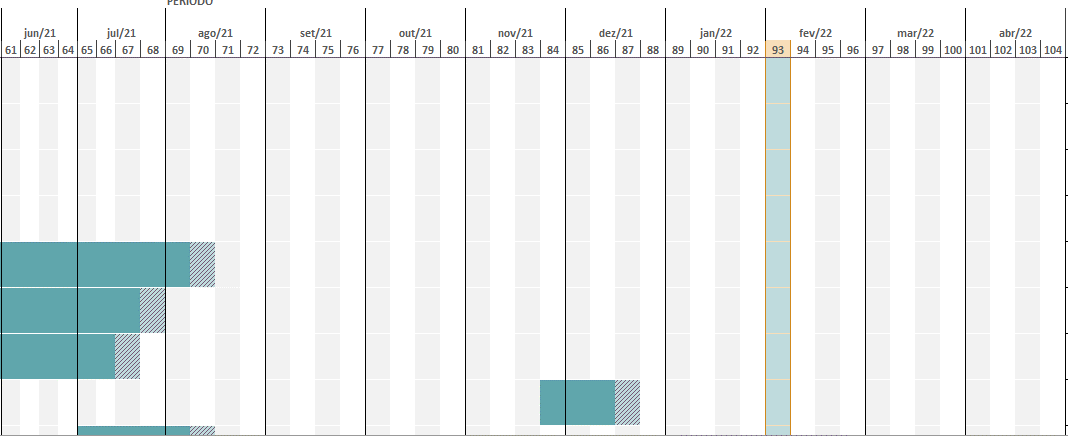 PERÍODO
jun/21 jul/21 ago/21 set/21 out/21 nov/21 dez/21 jan/22 fev/22 mar/22 abr/22
61 62 63 64 65 66 67 68 69 70 71 72 73 74 75 76 77 78 79 80 81 82 83 84 85 86 87 88 89 90 91 92 93 94 95 96 97 98 99 100 101 102 103 104